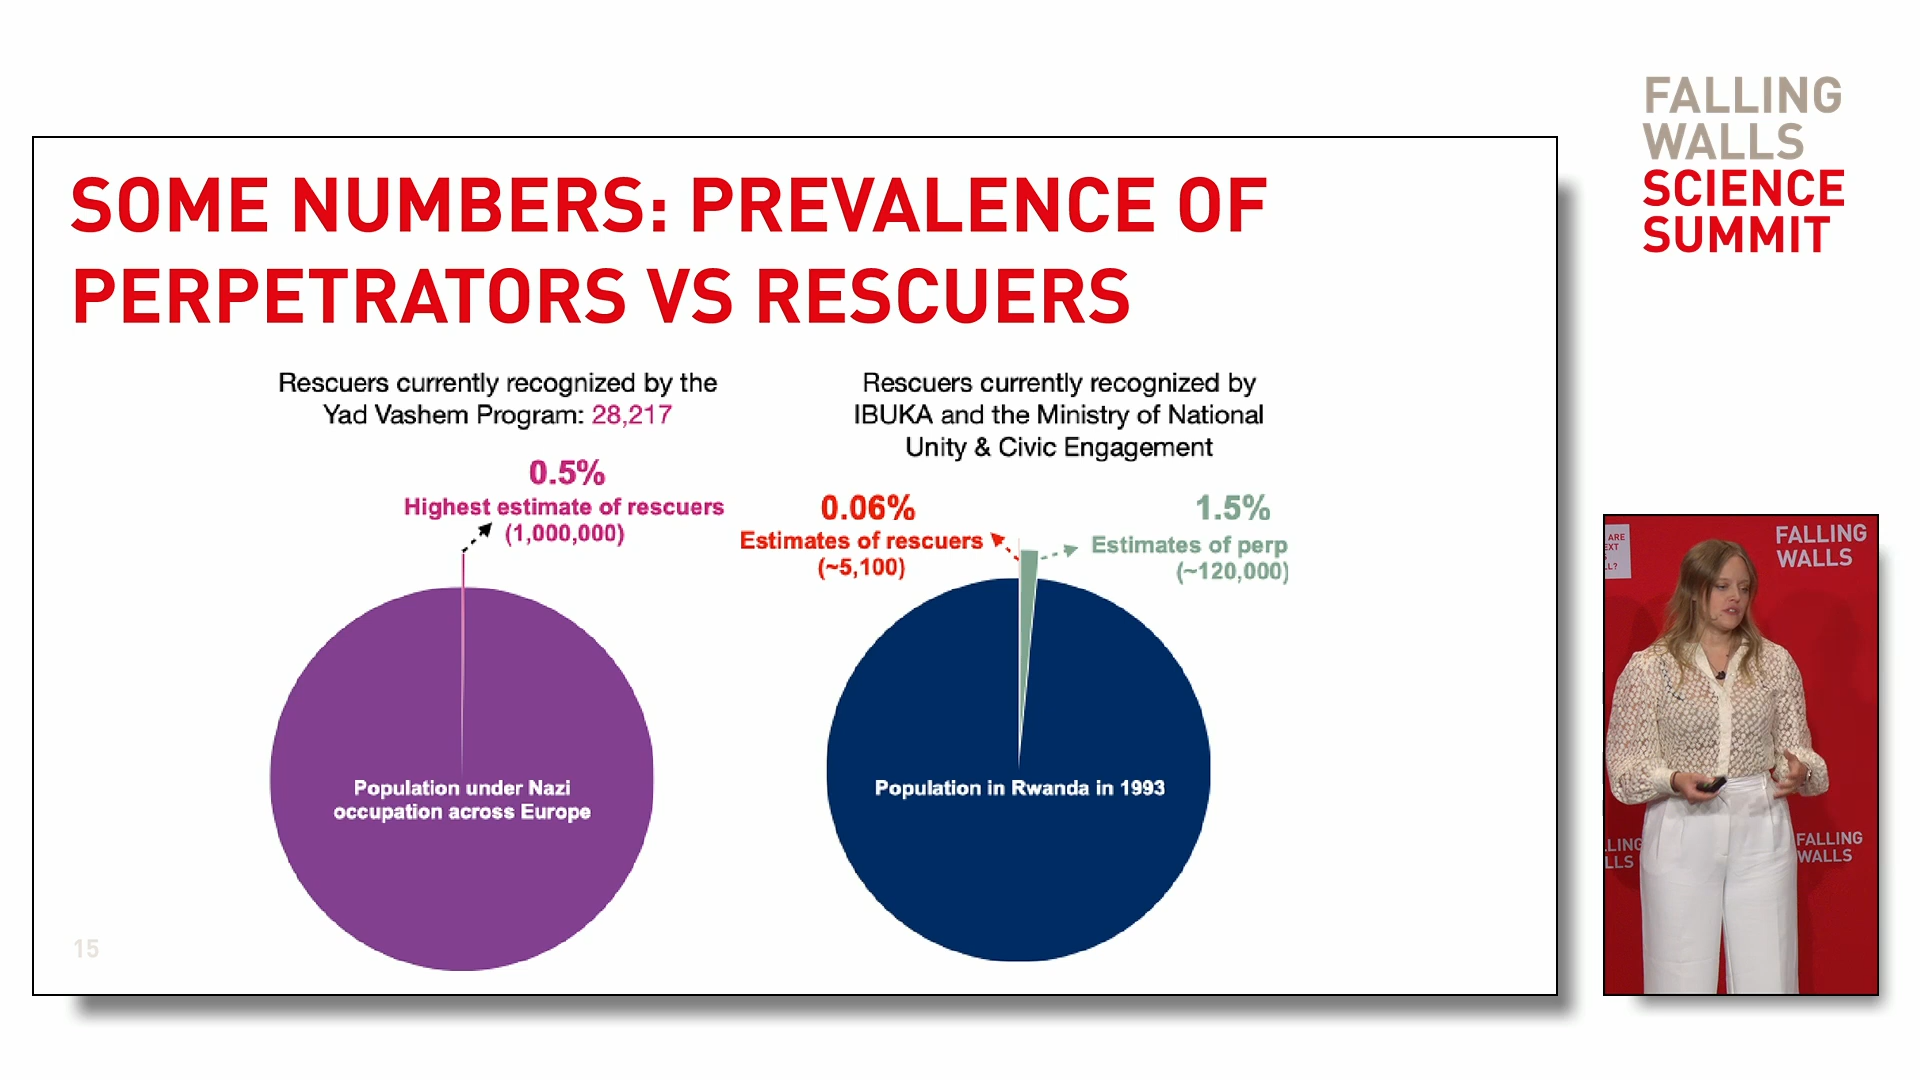 FALLING
WALLS
SCIENCE
SUMMIT
SOME NUMBERS: PREVALENCE OF
PERPETRATORS VS RESCUERS
Rescuers currently recognized by the
Yad Vashem Program: 28,217
0.5%
Highest estimate of rescuers
(1,000,000)
Population under Nazi
occupation across Europe
Rescuers currently recognized by
IBUKA and the Ministry of National
Unity & Civic Engagement
0.06%
Estimates of rescuers
(~5,100)
1.5%
Estimates of perp
(~120,000)
Population in Rwanda in 1993
15
ARE
EXT
LL?
FALLING
WALLS
LING
LLS
FALLING
WALLS